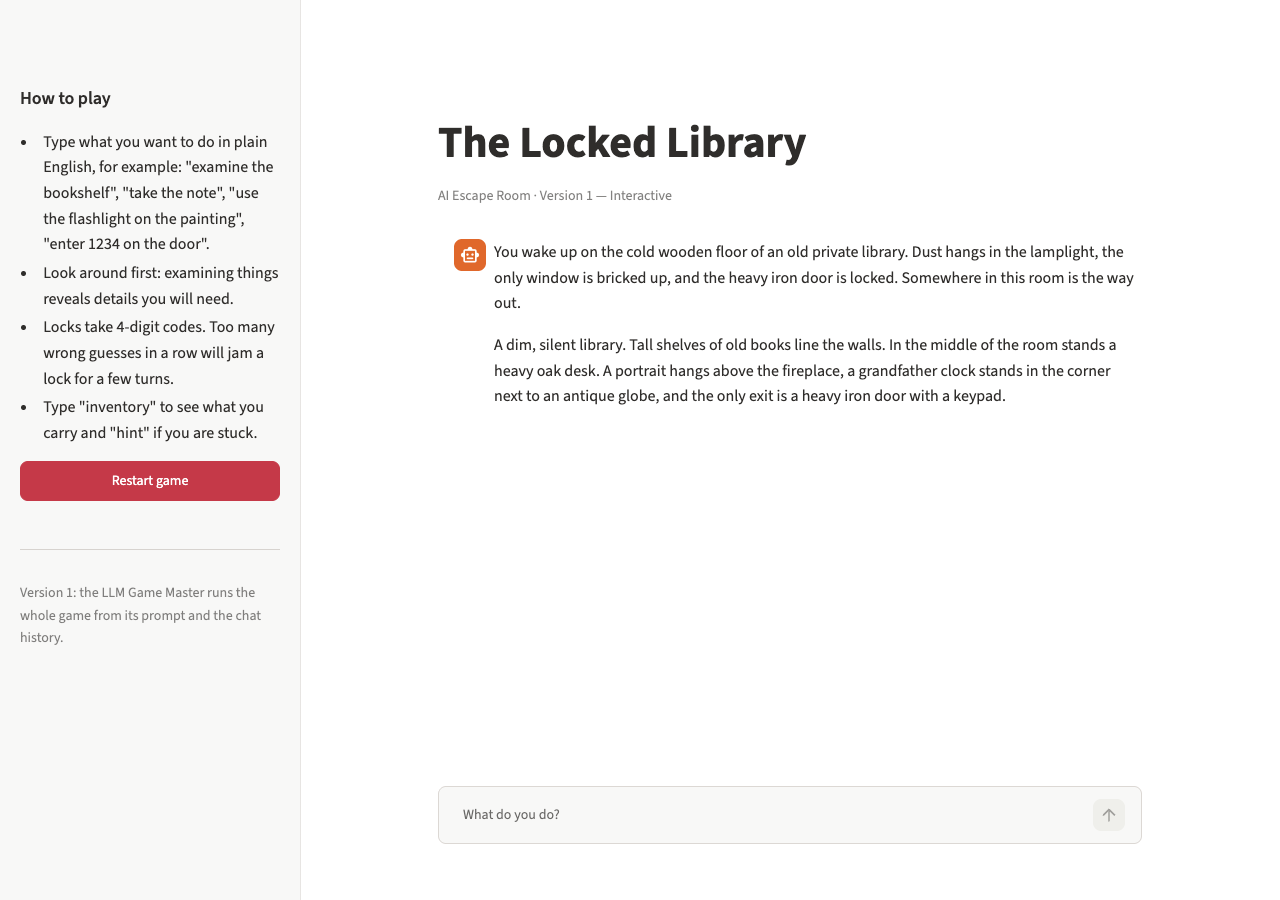 How to play
Type what you want to do in plain
English, for example: "examine the
bookshelf", "take the note", "use
the flashlight on the painting",
"enter 1234 on the door".
Look around first: examining things
reveals details you will need.
Locks take 4-digit codes. Too many
wrong guesses in a row will jam a
lock for a few turns.
Type "inventory" to see what you
carry and "hint" if you are stuck.
Restart game
Version 1: the LLM Game Master runs the
whole game from its prompt and the chat
history.
The Locked Library
AI Escape Room · Version 1 — Interactive
You wake up on the cold wooden floor of an old private library. Dust hangs in the lamplight, the
only window is bricked up, and the heavy iron door is locked. Somewhere in this room is the way
out.
A dim, silent library. Tall shelves of old books line the walls. In the middle of the room stands a
heavy oak desk. A portrait hangs above the fireplace, a grandfather clock stands in the corner
next to an antique globe, and the only exit is a heavy iron door with a keypad.
What do you do?